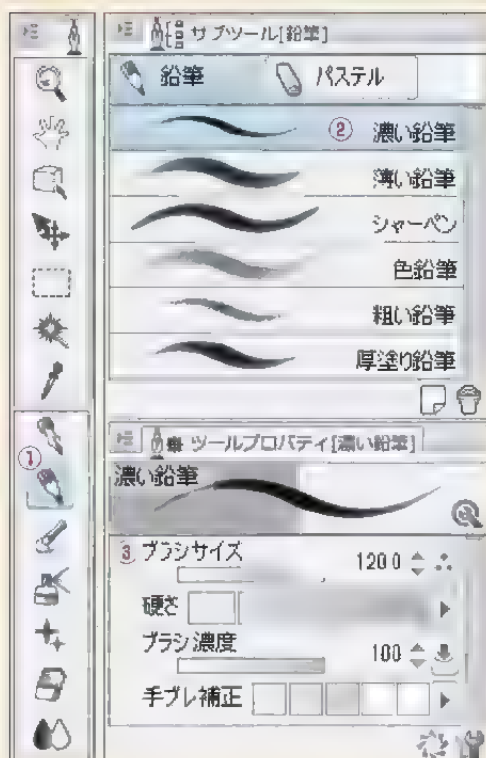 サブツール[鉛筆]
鉛筆
パステル
② 濃い鉛筆
薄い鉛筆
シャーペン
色鉛筆
粗い鉛筆
厚塗り鉛筆
①
ツールプロパティ[濃い鉛筆]
濃い鉛筆
3 ブラシサイズ 120.0
硬さ
ブラシ濃度 100
手ブレ補正